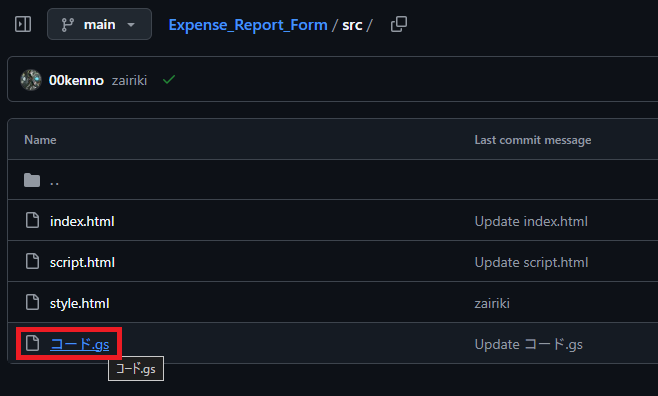 main
Expense_Report_Form / src /
00kenno zairiki
Name Last commit message
..
index.html Update index.html
script.html Update script.html
style.html zairiki
コード.gs Update コード.gs
コード.gs